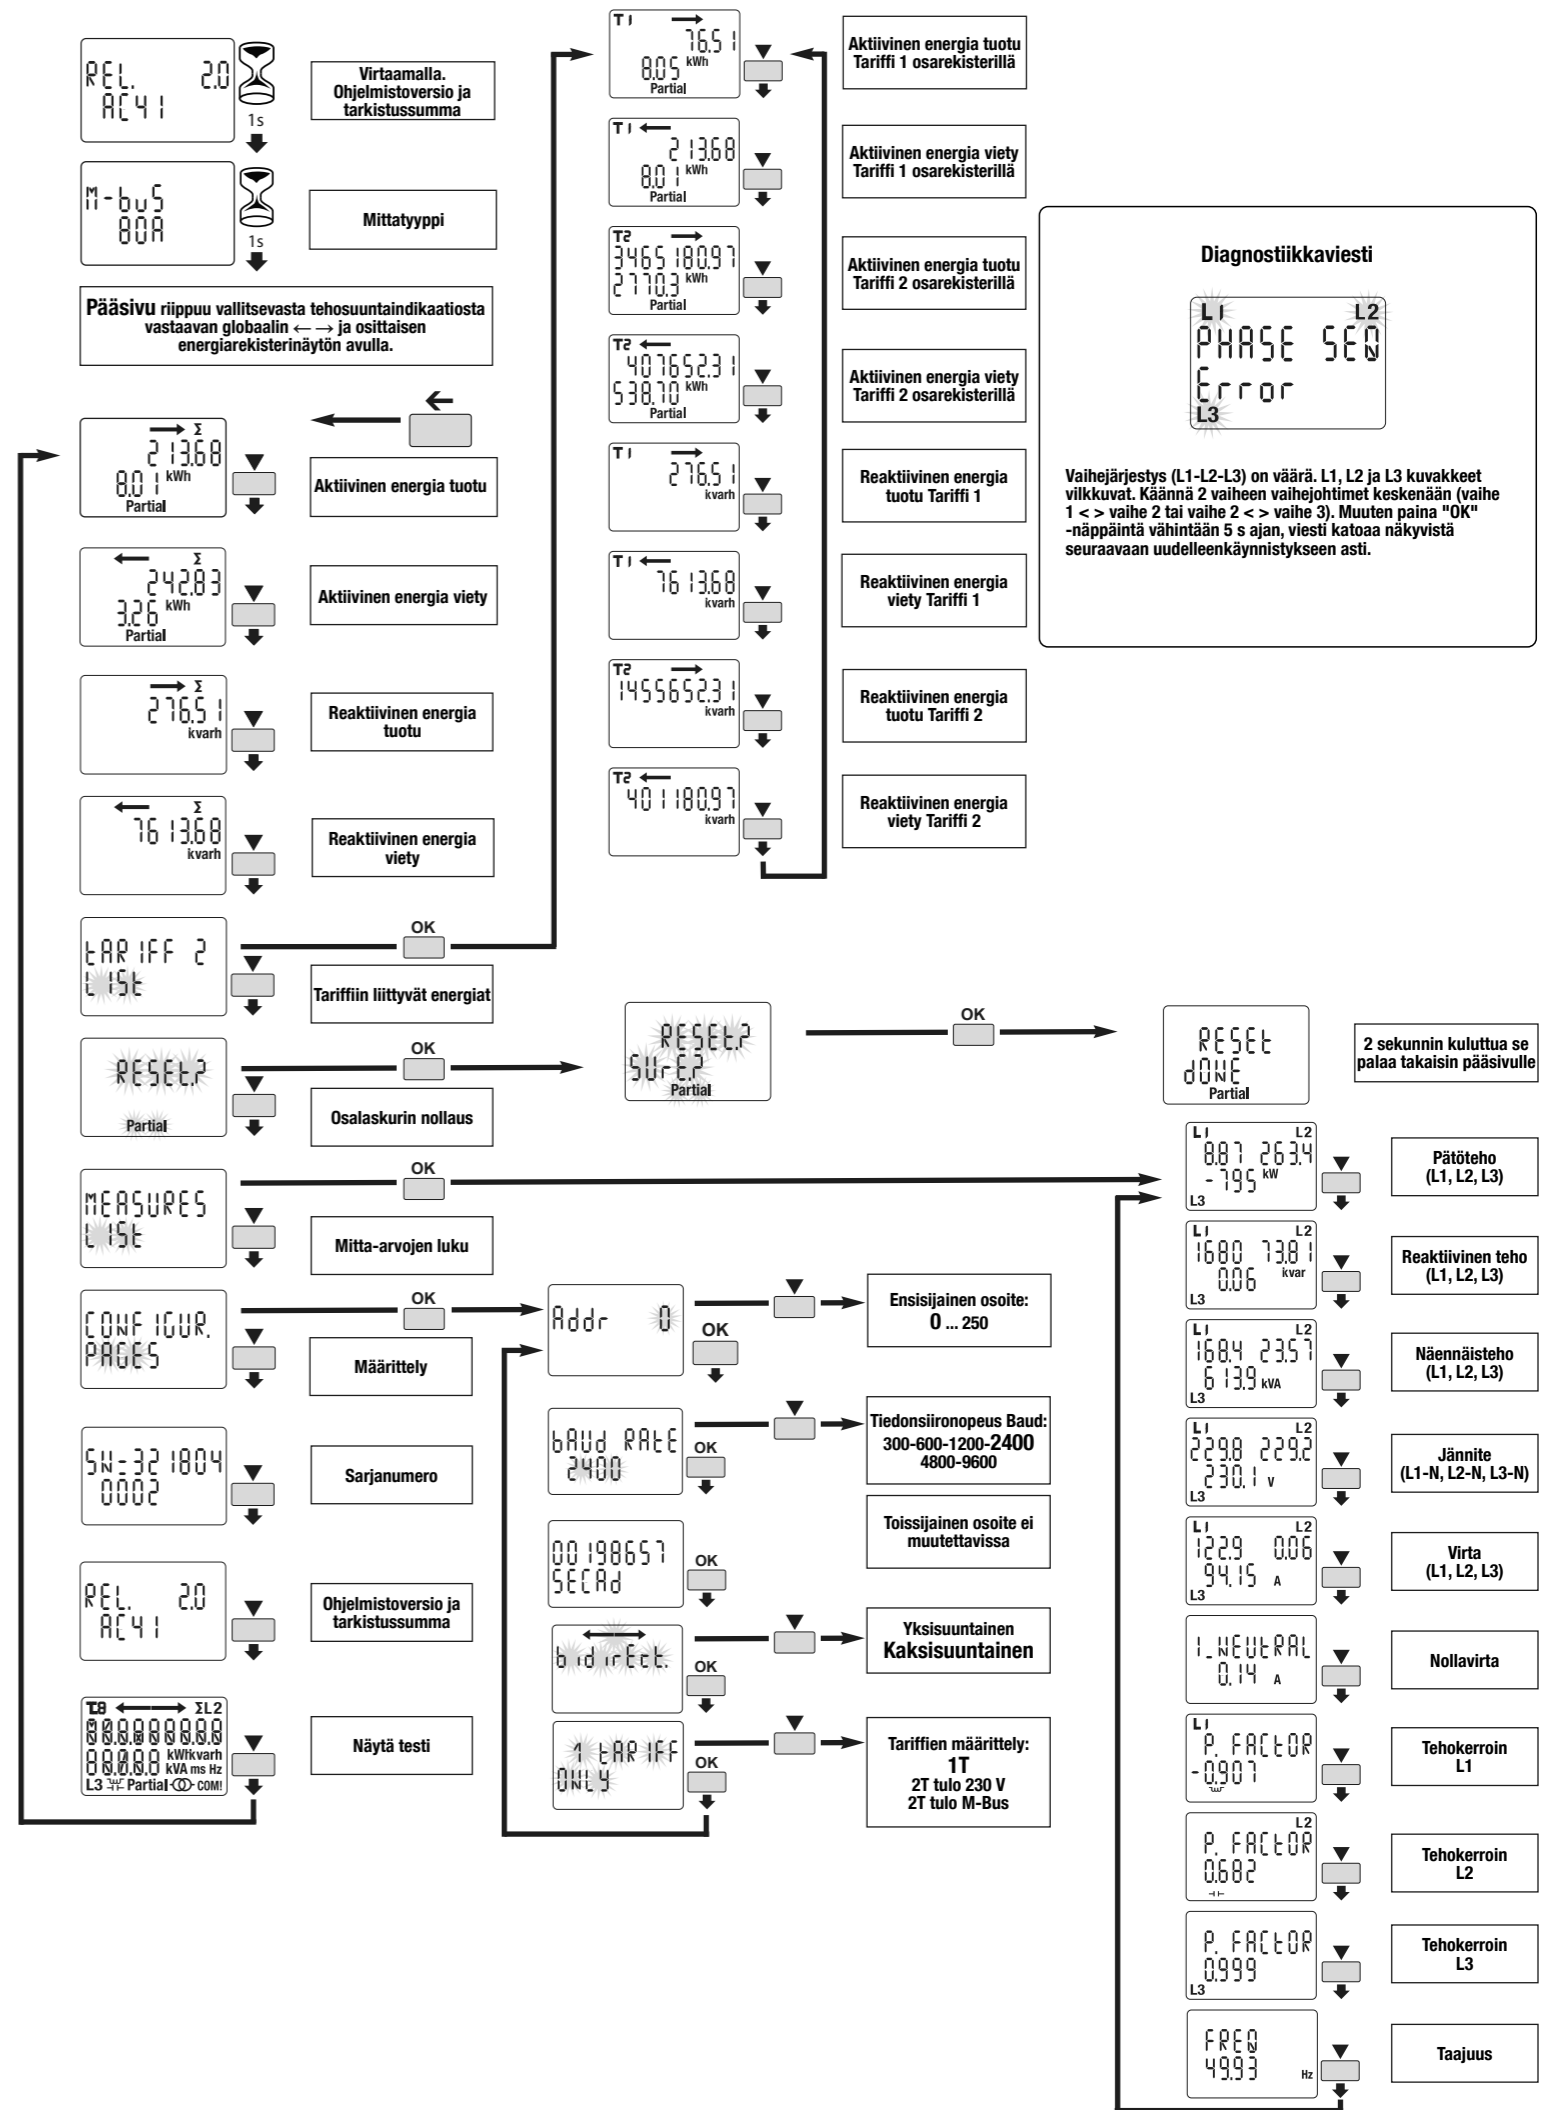 REL. 2.0
AC41
1s
Virtaamalla.
Ohjelmistoversio ja
tarkistussumma
M-buS
80A
1s
Mittatyyppi
Pääsivu riippuu vallitsevasta tehosuuntaindikaatiosta
vastaavan globaalin ← → ja osittaisen
energiarekisterinäytön avulla.
→ Σ
213.68
8.01 kWh
Partial
Aktiivinen energia tuotu
← Σ
242.83
3.26 kWh
Partial
Aktiivinen energia viety
→ Σ
276.51
kvarh
Reaktiivinen energia
tuotu
← Σ
7613.68
kvarh
Reaktiivinen energia
viety
tARIFF 2
LISt
OK
Tariffiin liittyvät energiat
RESEt.?
Partial
OK
Osalaskurin nollaus
RESEt.?
SUrE.?
Partial
OK
RESEt
dONE
Partial
2 sekunnin kuluttua se
palaa takaisin pääsivulle
MEASURES
LISt
OK
Mitta-arvojen luku
CONFIGUR.
PAGES
OK
Määrittely
SN-321804
0002
Sarjanumero
REL. 2.0
AC41
Ohjelmistoversio ja
tarkistussumma
ΣL2
kWhkvarh
kVA ms Hz
L3 Partial COM!
Näytä testi
T1 →
76.51
8.05 kWh
Partial
Aktiivinen energia tuotu
Tariffi 1 osarekisterillä
T1 ←
213.68
8.01 kWh
Partial
Aktiivinen energia viety
Tariffi 1 osarekisterillä
T2 →
3465180.97
2770.3 kWh
Partial
Aktiivinen energia tuotu
Tariffi 2 osarekisterillä
T2 ←
407652.31
538.70 kWh
Partial
Aktiivinen energia viety
Tariffi 2 osarekisterillä
T1 →
276.51
kvarh
Reaktiivinen energia
tuotu Tariffi 1
T1 ←
7613.68
kvarh
Reaktiivinen energia
viety Tariffi 1
T2 →
1455652.31
kvarh
Reaktiivinen energia
tuotu Tariffi 2
T2 ←
401180.97
kvarh
Reaktiivinen energia
viety Tariffi 2
Diagnostiikkaviesti
L1 L2
PHASE SEQ
Error
L3
Vaihejärjestys (L1-L2-L3) on väärä. L1, L2 ja L3 kuvakkeet
vilkkuvat. Käännä 2 vaiheen vaihejohtimet keskenään (vaihe
1 < > vaihe 2 tai vaihe 2 < > vaihe 3). Muuten paina "OK"
-näppäintä vähintään 5 s ajan, viesti katoaa näkyvistä
seuraavaan uudelleenkäynnistykseen asti.
Addr 0
OK
Ensisijainen osoite:
0 ... 250
bAUd RAtE
2400
OK
Tiedonsiironopeus Baud:
300-600-1200-2400
4800-9600
00198657
SECAd
OK
Toissijainen osoite ei
muutettavissa
bidirEct.
OK
Yksisuuntainen
Kaksisuuntainen
1 tARIFF
ONLY
OK
Tariffien määrittely:
1T
2T tulo 230 V
2T tulo M-Bus
L1 L2
8.87 263.4
-795 kW
L3
Pätöteho
(L1, L2, L3)
L1 L2
1680 73.81
0.06 kvar
L3
Reaktiivinen teho
(L1, L2, L3)
L1 L2
168.4 23.57
613.9 kVA
L3
Näennäisteho
(L1, L2, L3)
L1 L2
229.8 229.2
230.1 V
L3
Jännite
(L1-N, L2-N, L3-N)
L1 L2
122.9 0.06
94.15 A
L3
Virta
(L1, L2, L3)
I_NEUtRAL
0.14 A
Nollavirta
L1
P. FACtOR
-0.907
Tehokerroin
L1
L2
P. FACtOR
0.682
Tehokerroin
L2
P. FACtOR
0.999
L3
Tehokerroin
L3
FREQ
49.93 Hz
Taajuus